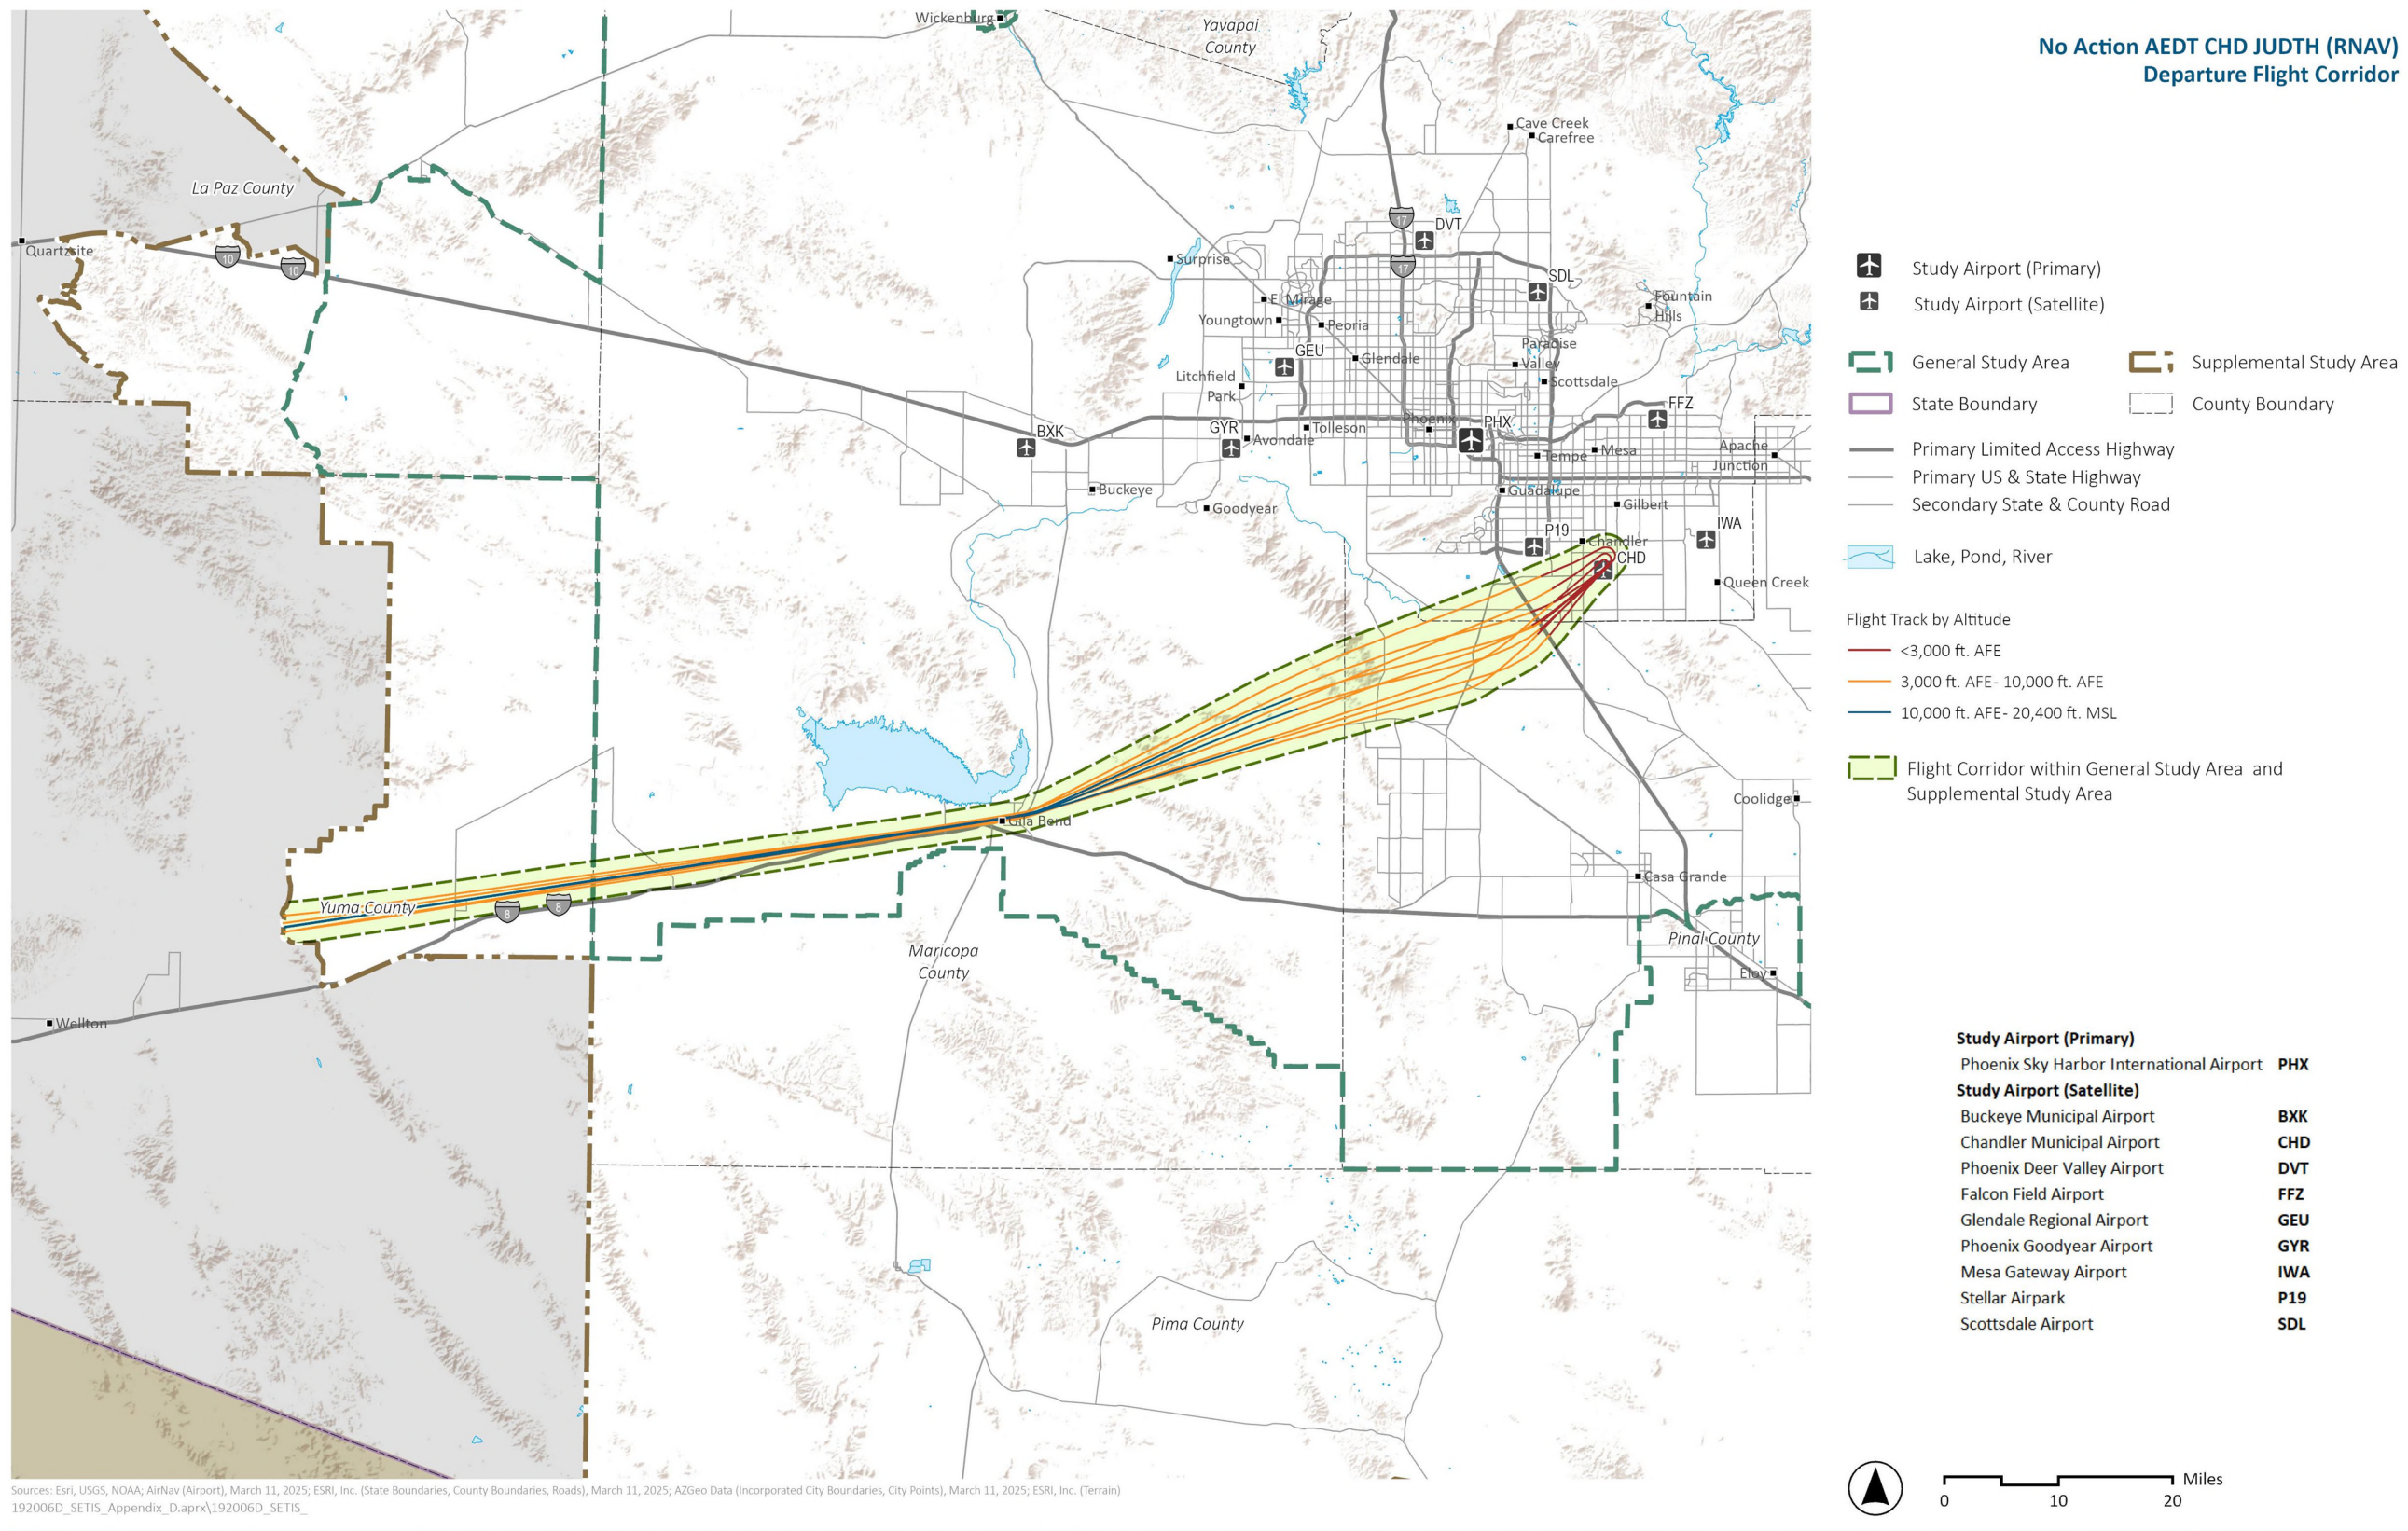 No Action AEDT CHD JUDTH (RNAV)
Departure Flight Corridor
Wickenburg
Yavapai
County
Cave Creek
Carefree
La Paz County
17
DVT
Quartzsite
10
10
17
Surprise
SDL
El Mirage
Fountain
Hills
Youngtown
Peoria
Paradise
Valley
GEU
Glendale
Litchfield
Park
Scottsdale
FFZ
BXK
GYR
Avondale
Tolleson
Phoenix
PHX
Tempe
Mesa
Apache
Junction
Buckeye
Goodyear
Guadalupe
Gilbert
P19
IWA
Chandler
CHD
Queen Creek
Gila Bend
Coolidge
Casa Grande
Yuma County
8
8
Maricopa
County
Pinal County
Eloy
Wellton
Pima County
Study Airport (Primary)
Study Airport (Satellite)
General Study Area
Supplemental Study Area
State Boundary
County Boundary
Primary Limited Access Highway
Primary US & State Highway
Secondary State & County Road
Lake, Pond, River
Flight Track by Altitude
<3,000 ft. AFE
3,000 ft. AFE- 10,000 ft. AFE
10,000 ft. AFE- 20,400 ft. MSL
Flight Corridor within General Study Area and
Supplemental Study Area
Study Airport (Primary)
Phoenix Sky Harbor International Airport PHX
Study Airport (Satellite)
Buckeye Municipal Airport BXK
Chandler Municipal Airport CHD
Phoenix Deer Valley Airport DVT
Falcon Field Airport FFZ
Glendale Regional Airport GEU
Phoenix Goodyear Airport GYR
Mesa Gateway Airport IWA
Stellar Airpark P19
Scottsdale Airport SDL
Miles
0 10 20
Sources: Esri, USGS, NOAA; AirNav (Airport), March 11, 2025; ESRI, Inc. (State Boundaries, County Boundaries, Roads), March 11, 2025; AZGeo Data (Incorporated City Boundaries, City Points), March 11, 2025; ESRI, Inc. (Terrain)
192006D_SETIS_Appendix_D.aprx\192006D_SETIS_